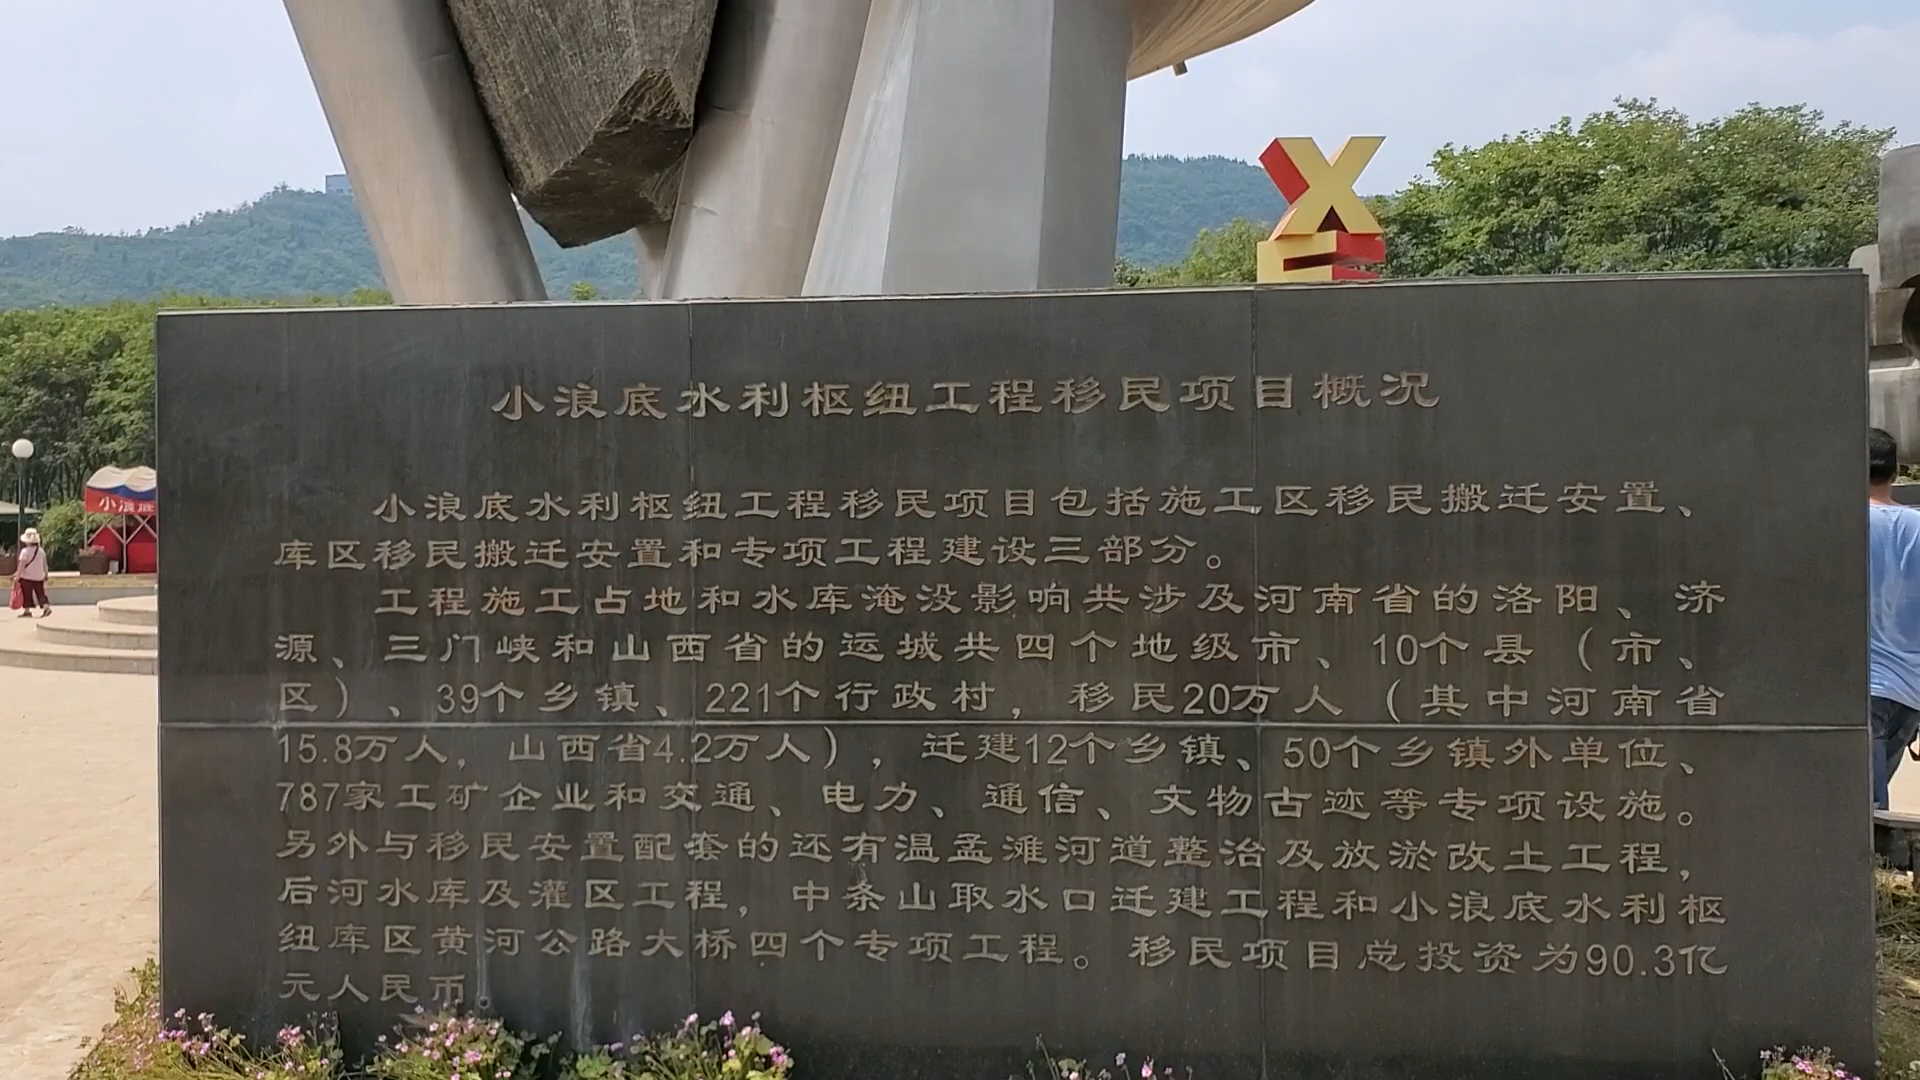 小浪底水利枢纽工程移民项目概况
小浪底水利枢纽工程移民项目包括施工区移民搬迁安置、
库区移民搬迁安置和专项工程建设三部分。
工程施工占地和水库淹没影响共涉及河南省的洛阳、济
源、三门峡和山西省的运城共四个地级市、10个县（市、
区）、39个乡镇、221个行政村，移民20万人（其中河南省
15.8万人，山西省4.2万人），迁建12个乡镇、50个乡镇外单位、
787家工矿企业和交通、电力、通信、文物古迹等专项设施。
另外与移民安置配套的还有温孟滩河道整治及放淤改土工程，
后河水库及灌区工程，中条山取水口迁建工程和小浪底水利枢
纽库区黄河公路大桥四个专项工程。移民项目总投资为90.3亿
元人民币。
小浪底